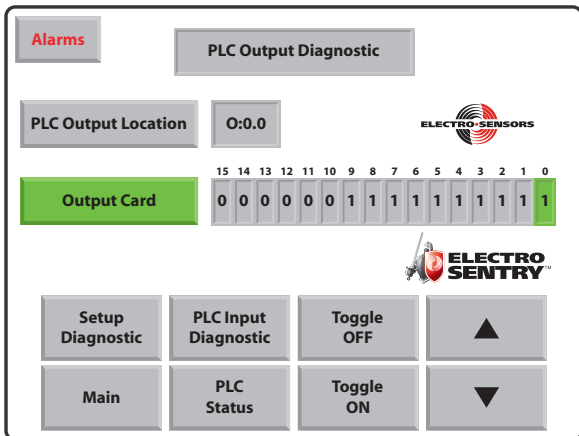 Alarms
PLC Output Diagnostic
PLC Output Location
O:0.0
ELECTRO-SENSORS
15 14 13 12 11 10 9 8 7 6 5 4 3 2 1 0
Output Card
0 0 0 0 0 0 1 1 1 1 1 1 1 1 1 1
ELECTRO
SENTRY™
Setup
Diagnostic
PLC Input
Diagnostic
Toggle
OFF
Main
PLC
Status
Toggle
ON